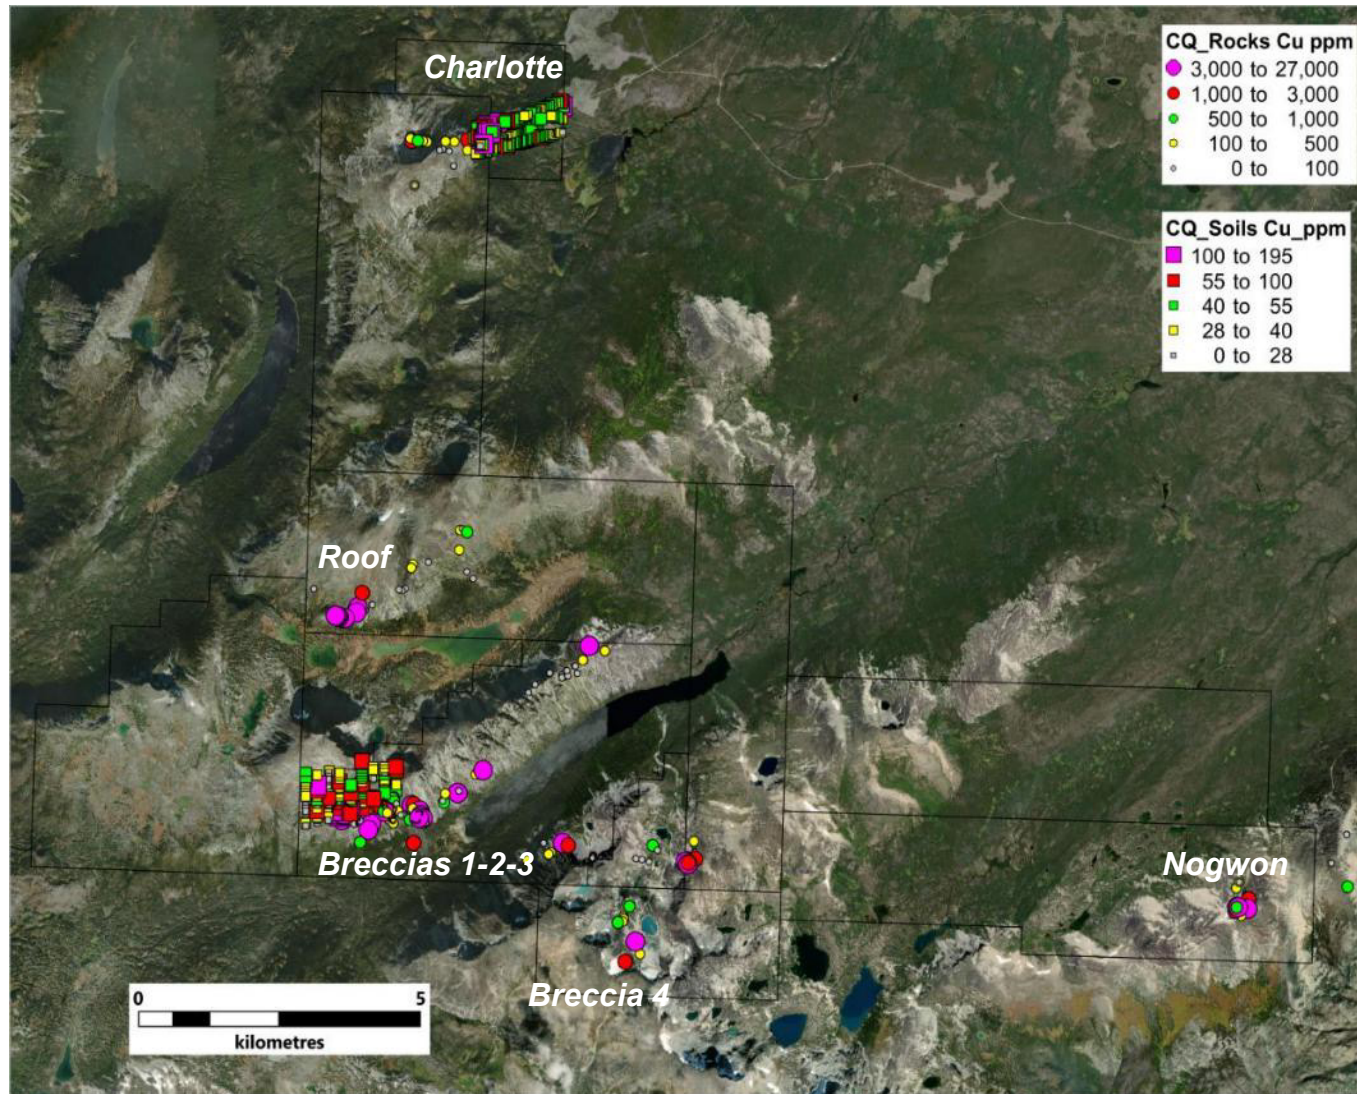 Charlotte
CQ_Rocks Cu ppm
3,000 to 27,000
1,000 to 3,000
500 to 1,000
100 to 500
0 to 100
CQ_Soils Cu_ppm
100 to 195
55 to 100
40 to 55
28 to 40
0 to 28
Roof
Breccias 1-2-3
Nogwon
Breccia 4
0 5
kilometres